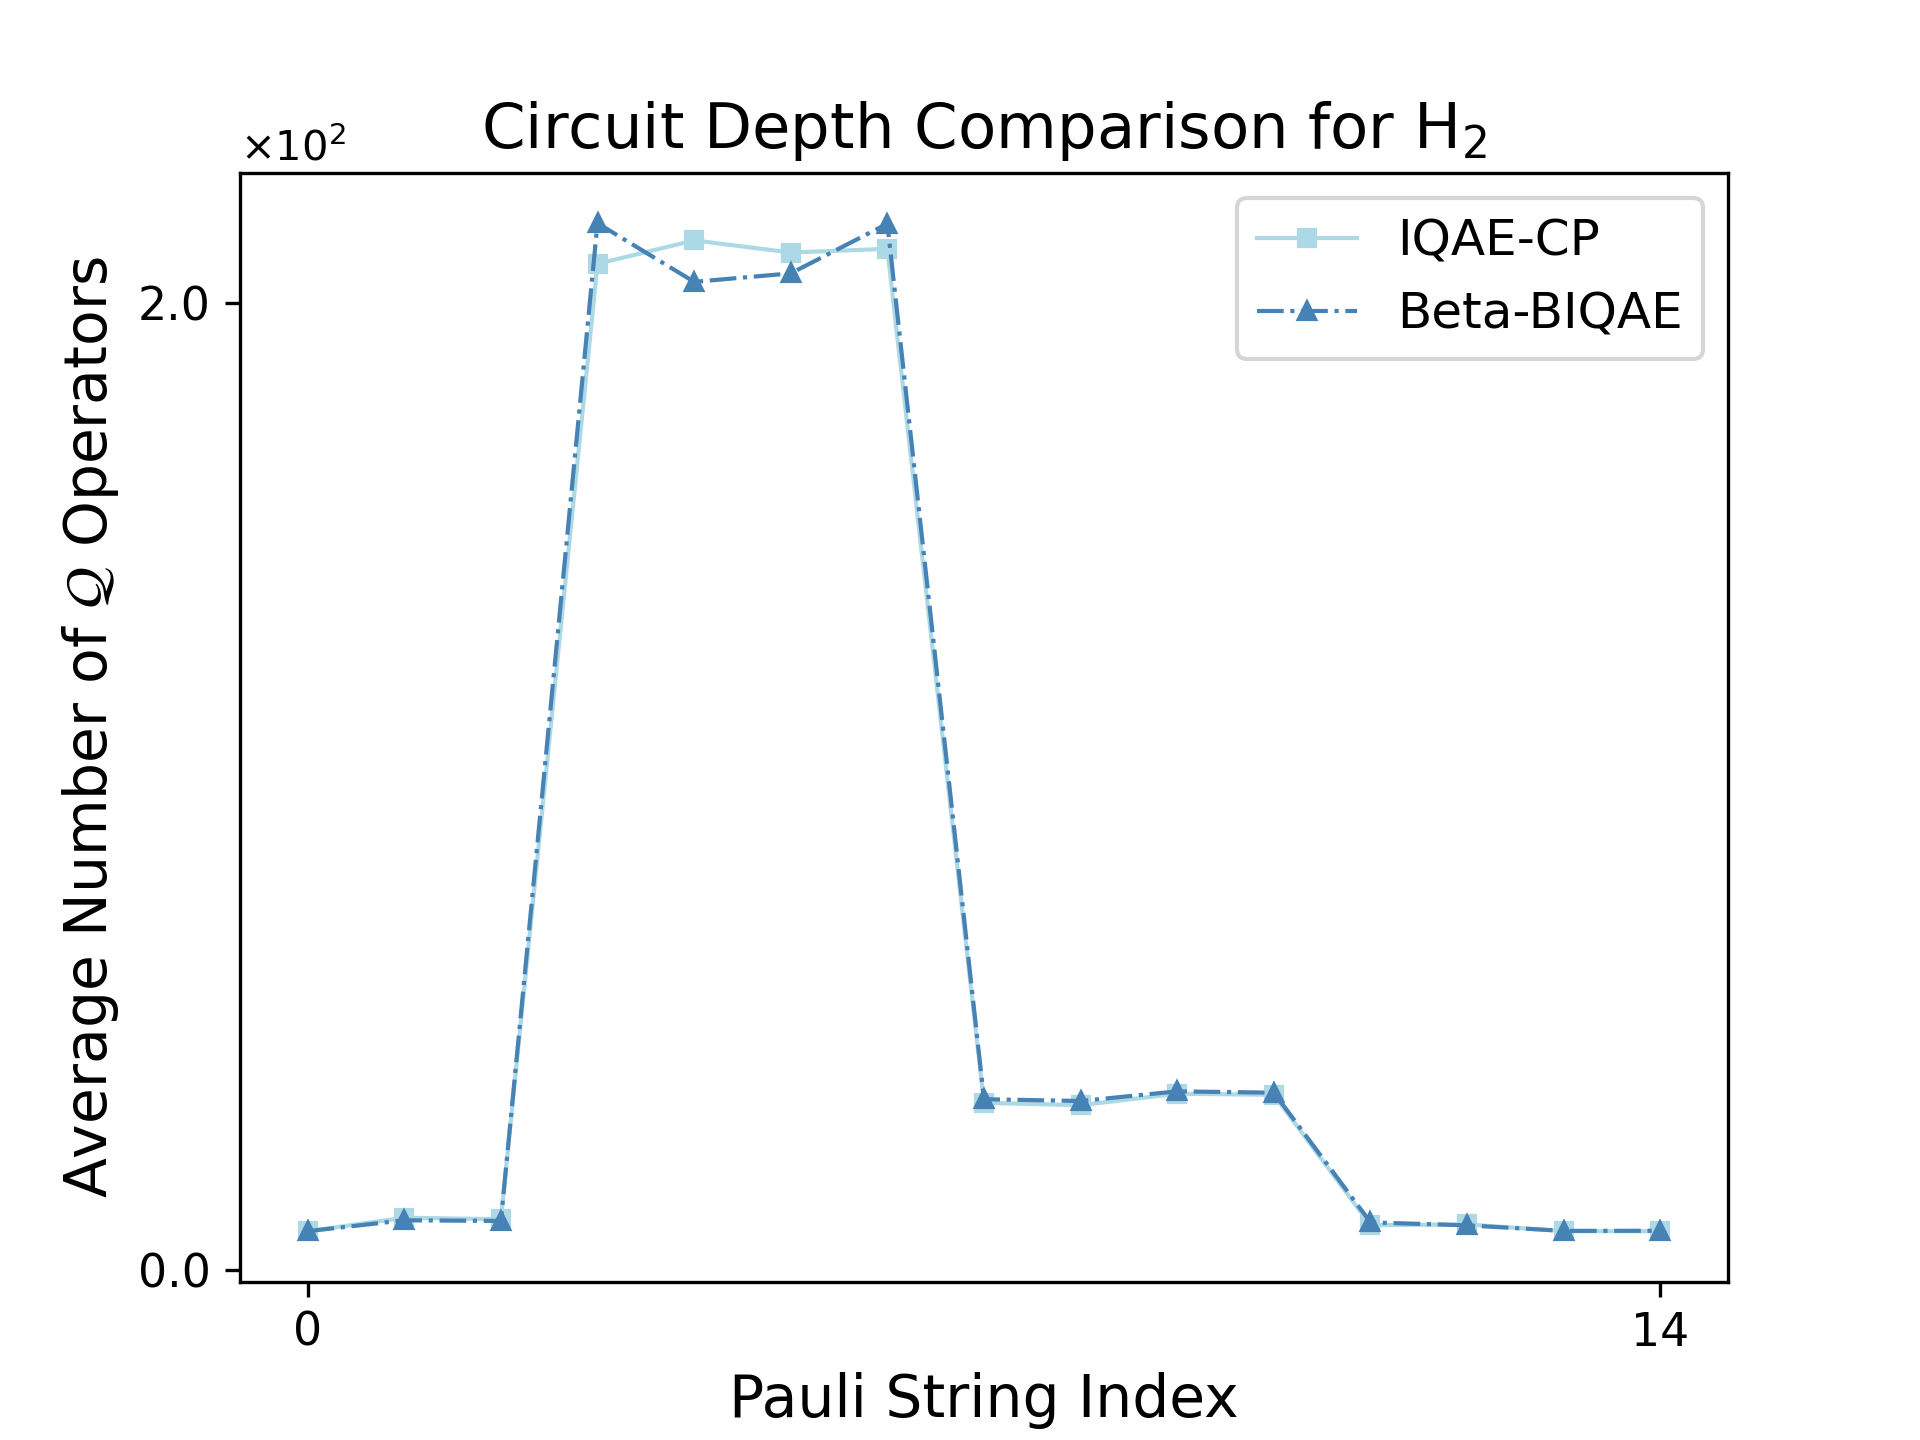 Circuit Depth Comparison for H₂
×10²
IQAE-CP
Beta-BIQAE
Average Number of 𝒬 Operators
2.0
0.0
0
14
Pauli String Index